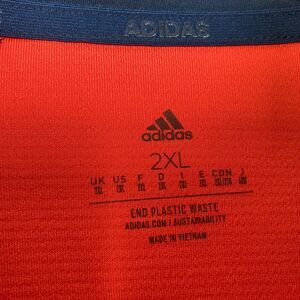 ADIDAS
adidas
2XL
UK US F D I E CDN J
END PLASTIC WASTE
ADIDAS.COM/SUSTAINABILITY
MADE IN VIETNAM